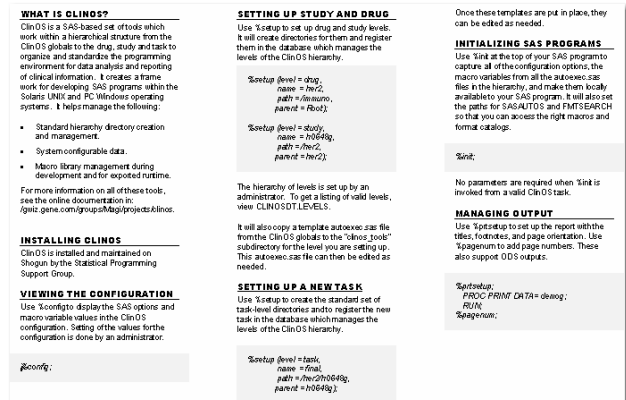 WHAT IS CLINOS?
ClinOS is a SAS-based set of tools which
work within a hierarchical structure from the
ClinOS globals to the drug, study and task to
organize and standardize the programming
environment for data analysis and reporting
of clinical information. It creates a frame
work for developing SAS programs within the
Solaris UNIX and PC Windows operating
systems. It helps manage the following:
▪ Standard hierarchy directory creation
and management.
▪ System configurable data.
▪ Macro library management during
development and for exported runtime.
For more information on all of these tools,
see the online documentation in:
/gwiz.gene.com/groups/Magi/projects/clinos.
INSTALLING CLINOS
ClinOS is installed and maintained on
Shogun by the Statistical Programming
Support Group.
VIEWING THE CONFIGURATION
Use %config to display the SAS options and
macro variable values in the ClinOS
configuration. Setting of the values for the
configuration is done by an administrator.
%config;
SETTING UP STUDY AND DRUG
Use %setup to set up drug and study levels.
It will create directories for them and register
them in the database which manages the
levels of the ClinOS hierarchy.
%setup (level = drug,
name = her2,
path = /immuno,
parent = Root);
%setup (level = study,
name = h0648g,
path = /her2,
parent = her2);
The hierarchy of levels is set up by an
administrator. To get a listing of valid levels,
view CLINOSDT.LEVELS.
It will also copy a template autoexec.sas file
from the ClinOS globals to the "clinos_tools"
subdirectory for the level you are setting up.
This autoexec.sas file can then be edited as
needed.
SETTING UP A NEW TASK
Use %setup to create the standard set of
task-level directories and to register the new
task in the database which manages the
levels of the ClinOS hierarchy.
%setup (level = task,
name = final,
path = /her2/h0648g,
parent = h0648g);
Once these templates are put in place, they
can be edited as needed.
INITIALIZING SAS PROGRAMS
Use %init at the top of your SAS program to
capture all of the configuration options, the
macro variables from all the autoexec.sas
files in the hierarchy, and make them locally
available to your SAS program. It will also set
the paths for SASAUTOS and FMTSEARCH
so that you can access the right macros and
format catalogs.
%init;
No parameters are required when %init is
invoked from a valid ClinOS task.
MANAGING OUTPUT
Use %prtsetup to set up the report with the
titles, footnotes, and page orientation. Use
%pagenum to add page numbers. These
also support ODS outputs.
%prtsetup;
PROC PRINT DATA= demog;
RUN;
%pagenum;